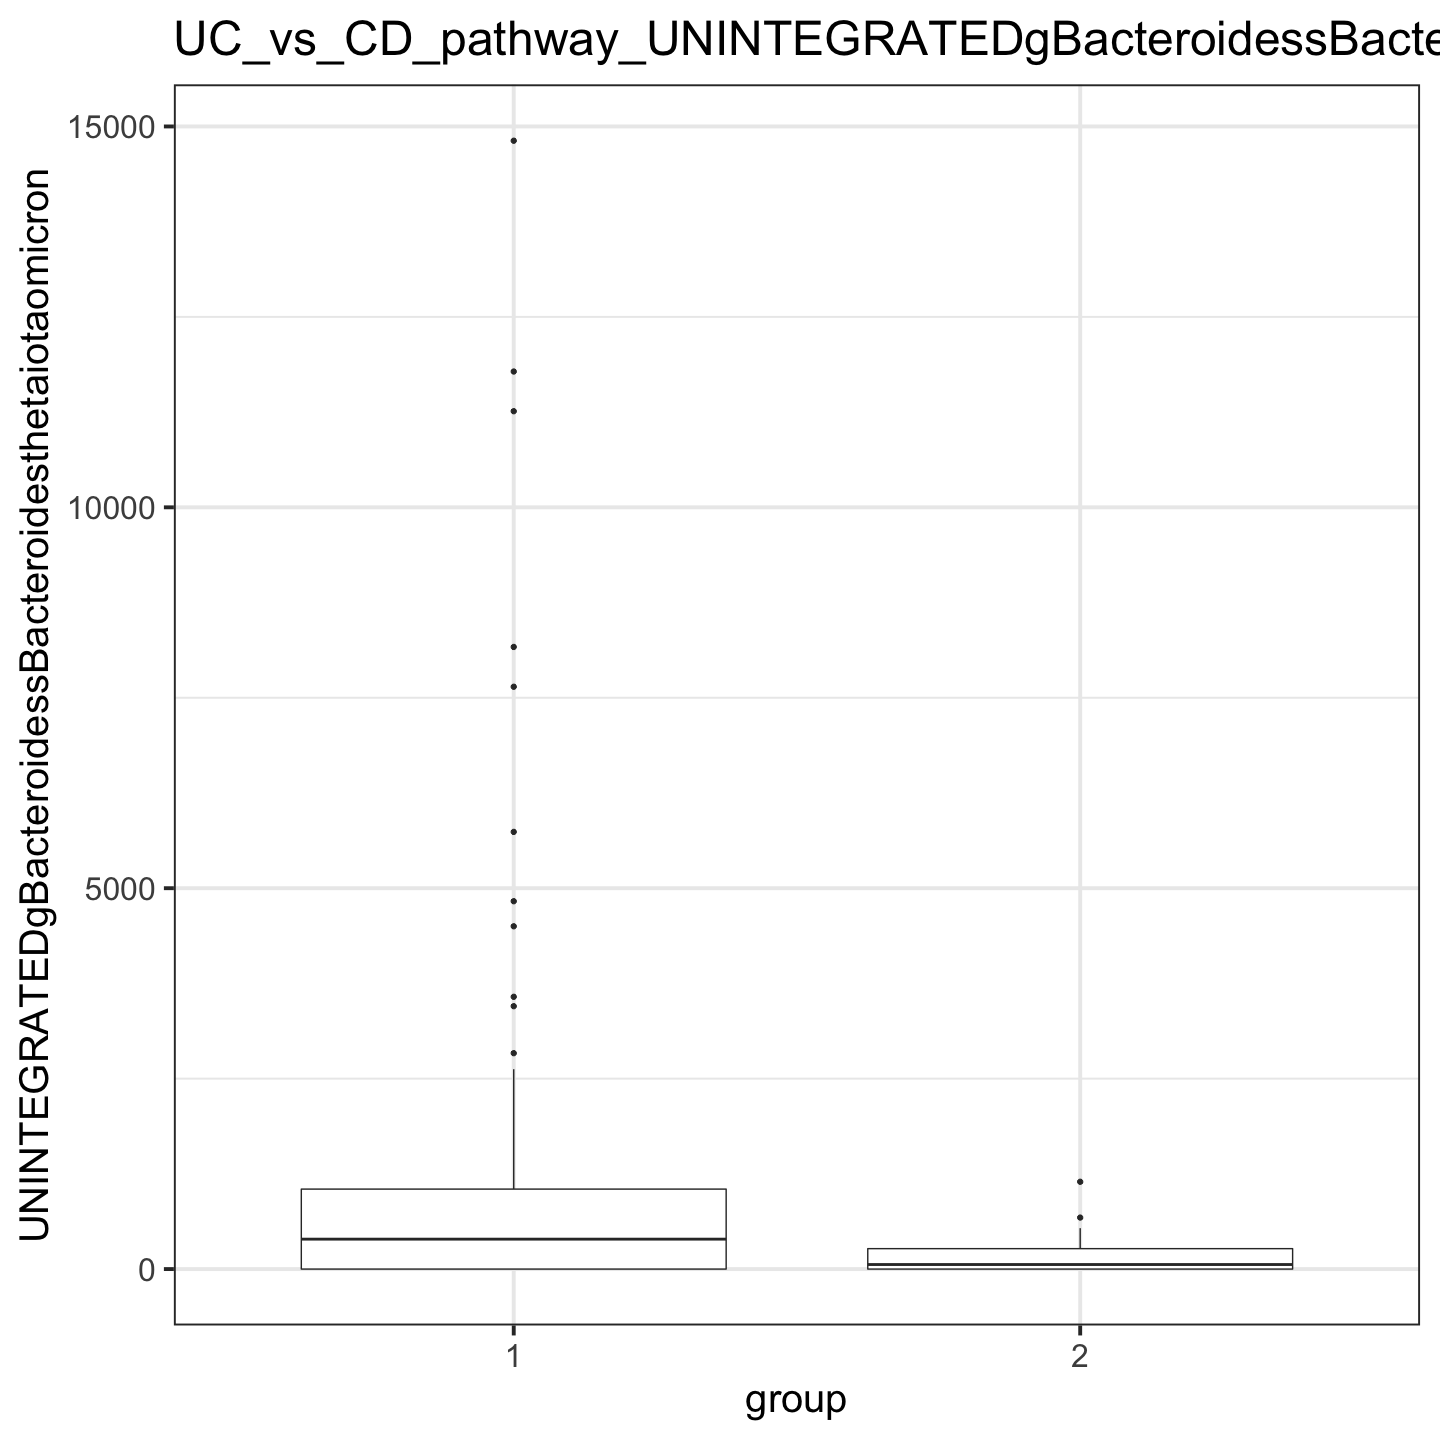 UC_vs_CD_pathway_UNINTEGRATEDgBacteroidessBacte
UNINTEGRATEDgBacteroidessBacteroidesthetaiotaomicron
15000
10000
5000
0
1
2
group